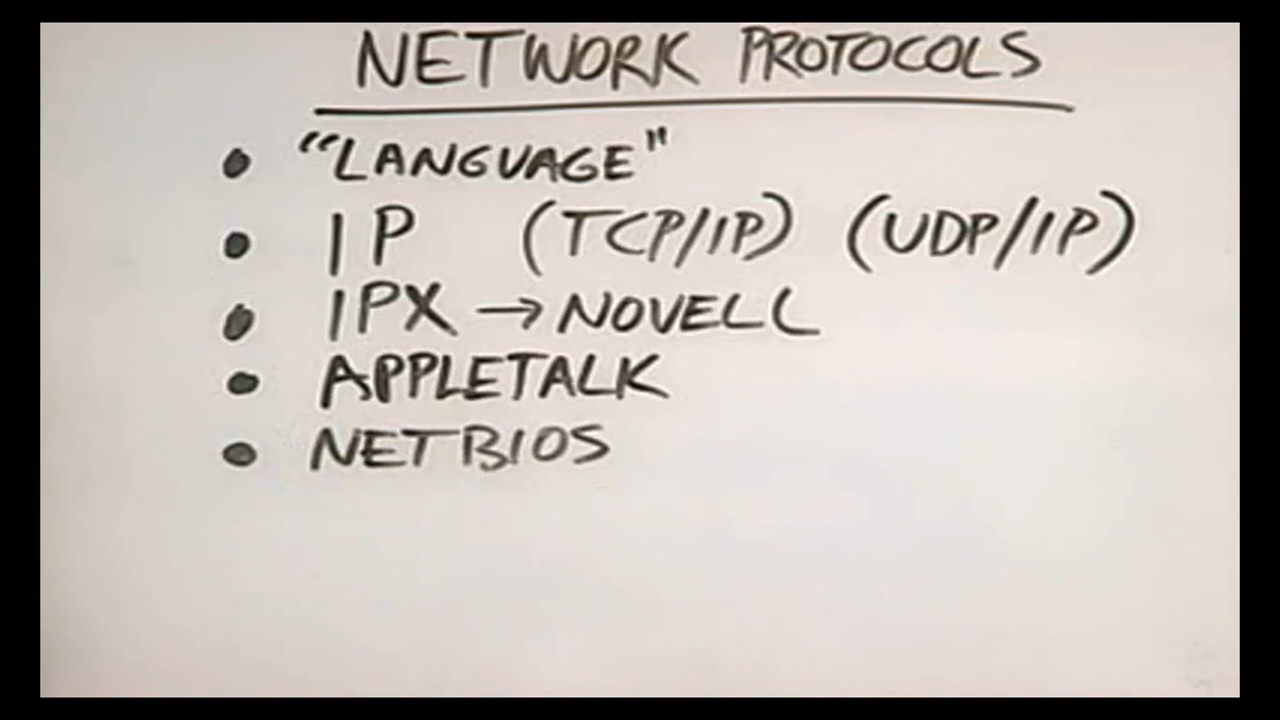 NETWORK PROTOCOLS
• "LANGUAGE"
• IP (TCP/IP) (UDP/IP)
• IPX → NOVELL
• APPLETALK
• NETBIOS